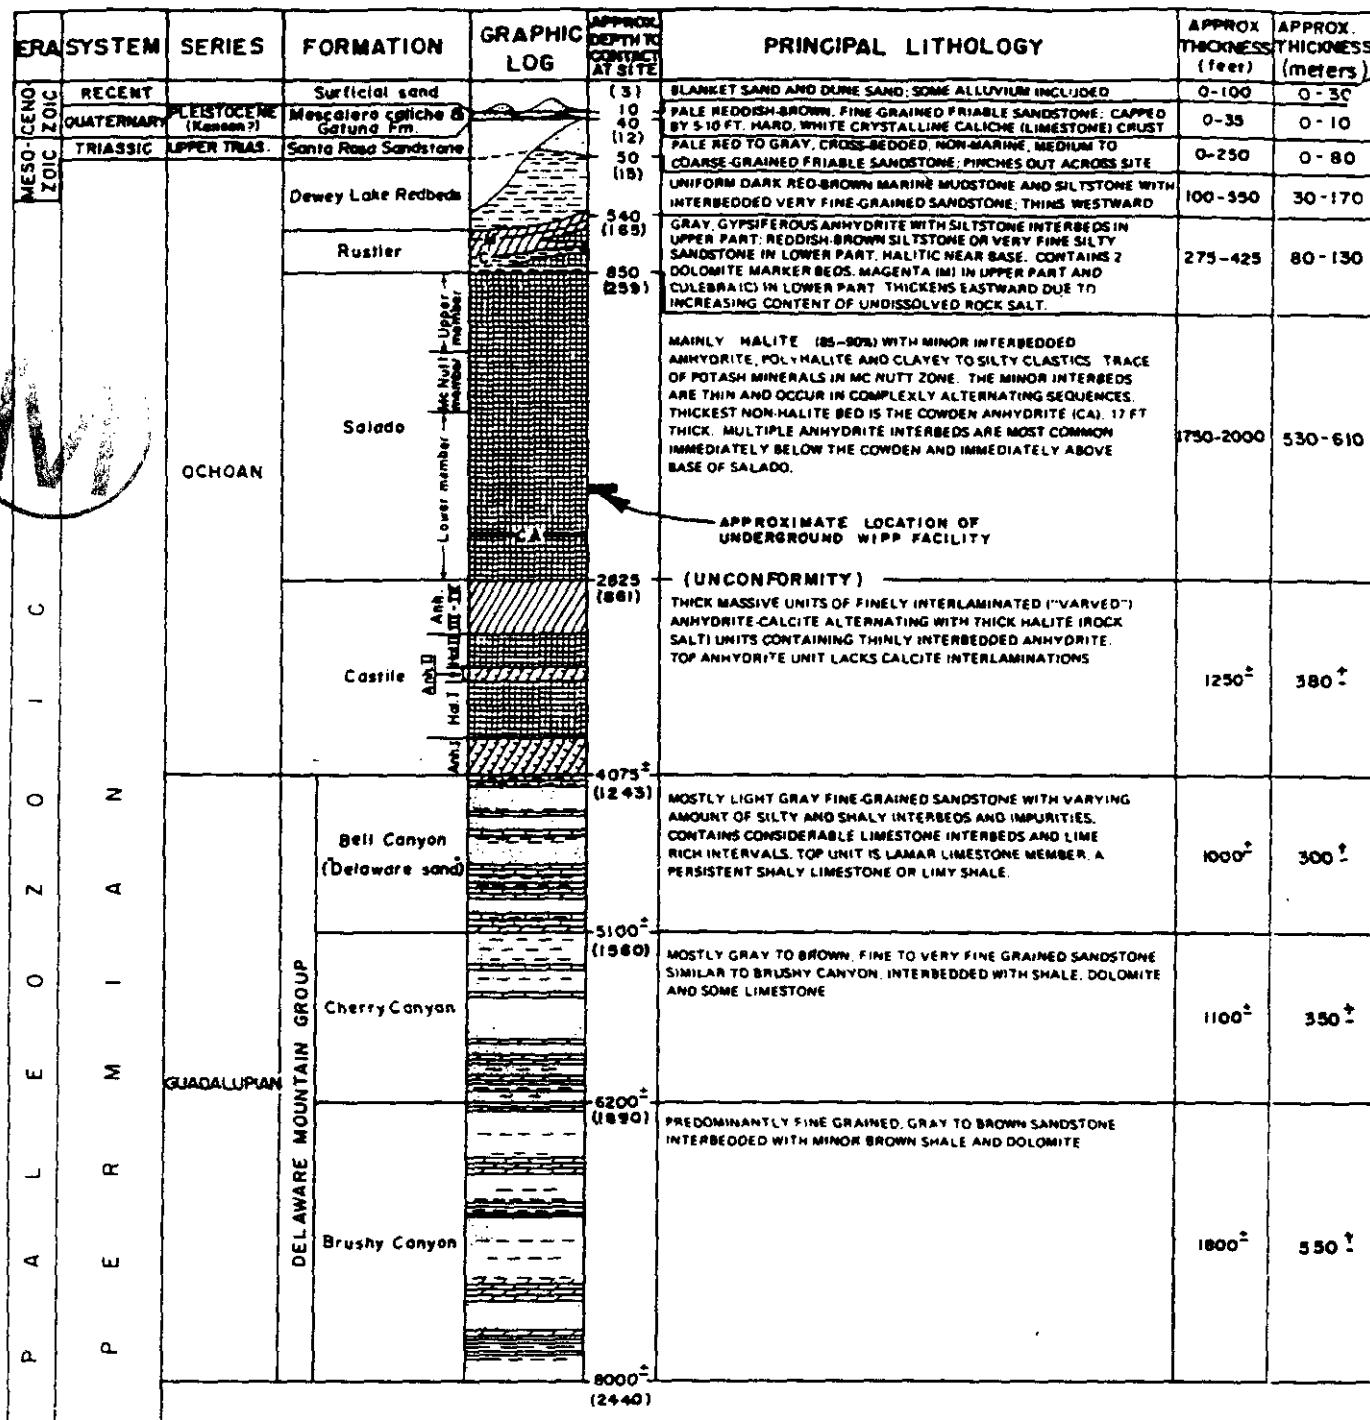 ERA SYSTEM SERIES FORMATION GRAPHIC LOG APPROX. DEPTH TO CONTACT AT SITE PRINCIPAL LITHOLOGY APPROX THICKNESS (feet) APPROX. THICKNESS (meters)
MESO-ZOIC CENO-ZOIC
RECENT Surficial sand BLANKET SAND AND DUNE SAND; SOME ALLUVIUM INCLUDED 0-100 0-30
10
(3)
QUATERNARY PLEISTOCENE (Kansan?) Mescalero caliche & Gatuna Fm.
PALE REDDISH-BROWN, FINE-GRAINED FRIABLE SANDSTONE; CAPPED
BY 5-10 FT. HARD, WHITE CRYSTALLINE CALICHE (LIMESTONE) CRUST
0-35 0-10
40
(12)
TRIASSIC UPPER TRIAS. Santa Rosa Sandstone
PALE RED TO GRAY, CROSS-BEDDED, NON-MARINE, MEDIUM TO
COARSE-GRAINED FRIABLE SANDSTONE; PINCHES OUT ACROSS SITE
0-250 0-80
50
(15)
PALEOZOIC
PERMIAN
OCHOAN
Dewey Lake Redbeds
UNIFORM DARK RED-BROWN MARINE MUDSTONE AND SILTSTONE WITH
INTERBEDDED VERY FINE-GRAINED SANDSTONE; THINS WESTWARD
100-550 30-170
540
(165)
Rustler
M
C
GRAY, GYPSIFEROUS ANHYDRITE WITH SILTSTONE INTERBEDS IN
UPPER PART; REDDISH-BROWN SILTSTONE OR VERY FINE SILTY
SANDSTONE IN LOWER PART, HALITIC NEAR BASE. CONTAINS 2
DOLOMITE MARKER BEDS. MAGENTA (M) IN UPPER PART AND
CULEBRA (C) IN LOWER PART. THICKENS EASTWARD DUE TO
INCREASING CONTENT OF UNDISSOLVED ROCK SALT.
275-425 80-130
850
(259)
Salado
Upper member
Mc Nutt member
Lower member
CA
MAINLY HALITE (85-90%) WITH MINOR INTERBEDDED
ANHYDRITE, POLYHALITE AND CLAYEY TO SILTY CLASTICS. TRACE
OF POTASH MINERALS IN MC NUTT ZONE. THE MINOR INTERBEDS
ARE THIN AND OCCUR IN COMPLEXLY ALTERNATING SEQUENCES.
THICKEST NON-HALITE BED IS THE COWDEN ANHYDRITE (CA), 17 FT
THICK. MULTIPLE ANHYDRITE INTERBEDS ARE MOST COMMON
IMMEDIATELY BELOW THE COWDEN AND IMMEDIATELY ABOVE
BASE OF SALADO.
1750-2000 530-610
APPROXIMATE LOCATION OF
UNDERGROUND WIPP FACILITY
2825
(861)
(UNCONFORMITY)
Castile
Anh. III-IV
Hal. II
Anh. II
Hal. I
Anh. I
THICK MASSIVE UNITS OF FINELY INTERLAMINATED ("VARVED")
ANHYDRITE-CALCITE ALTERNATING WITH THICK HALITE (ROCK
SALT) UNITS CONTAINING THINLY INTERBEDDED ANHYDRITE.
TOP ANHYDRITE UNIT LACKS CALCITE INTERLAMINATIONS
1250± 380±
4075±
(1243)
GUADALUPIAN
DELAWARE MOUNTAIN GROUP
Bell Canyon
("Delaware sand")
MOSTLY LIGHT GRAY FINE-GRAINED SANDSTONE WITH VARYING
AMOUNT OF SILTY AND SHALY INTERBEDS AND IMPURITIES.
CONTAINS CONSIDERABLE LIMESTONE INTERBEDS AND LIME
RICH INTERVALS. TOP UNIT IS LAMAR LIMESTONE MEMBER, A
PERSISTENT SHALY LIMESTONE OR LIMY SHALE.
1000± 300±
5100±
(1560)
Cherry Canyon
MOSTLY GRAY TO BROWN, FINE TO VERY FINE GRAINED SANDSTONE
SIMILAR TO BRUSHY CANYON, INTERBEDDED WITH SHALE, DOLOMITE
AND SOME LIMESTONE
1100± 350±
6200±
(1890)
Brushy Canyon
PREDOMINANTLY FINE GRAINED, GRAY TO BROWN SANDSTONE
INTERBEDDED WITH MINOR BROWN SHALE AND DOLOMITE
1800± 550±
8000±
(2440)